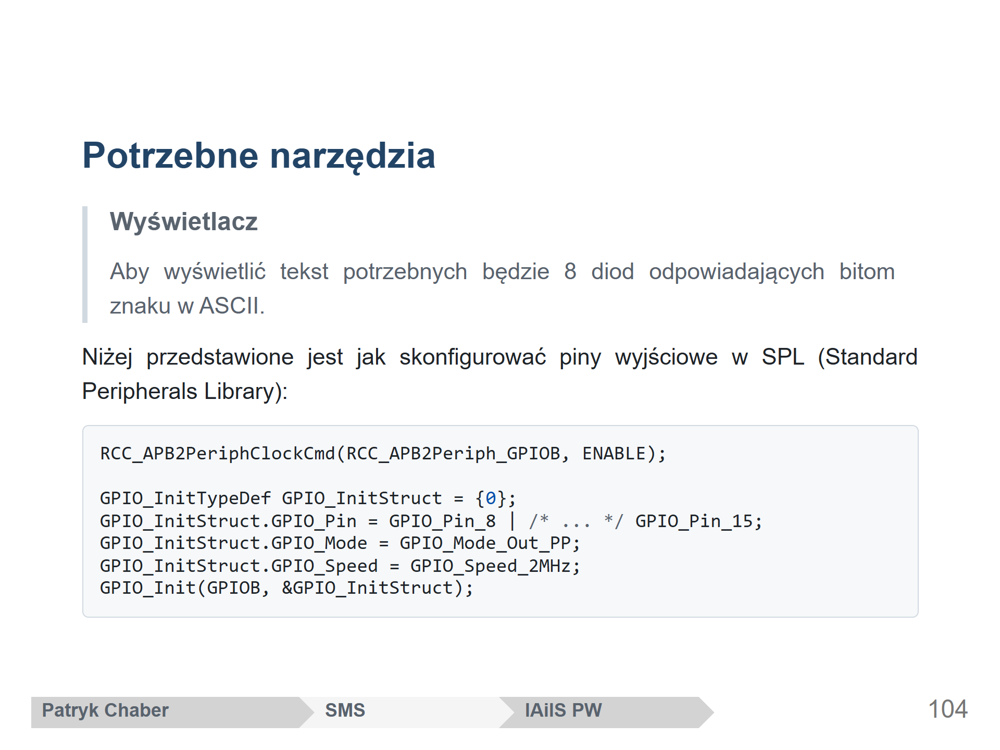 Potrzebne narzędzia
Wyświetlacz
Aby wyświetlić tekst potrzebnych będzie 8 diod odpowiadających bitom
znaku w ASCII.
Niżej przedstawione jest jak skonfigurować piny wyjściowe w SPL (Standard
Peripherals Library):
RCC_APB2PeriphClockCmd(RCC_APB2Periph_GPIOB, ENABLE);
GPIO_InitTypeDef GPIO_InitStruct = {0};
GPIO_InitStruct.GPIO_Pin = GPIO_Pin_8 | /* ... */ GPIO_Pin_15;
GPIO_InitStruct.GPIO_Mode = GPIO_Mode_Out_PP;
GPIO_InitStruct.GPIO_Speed = GPIO_Speed_2MHz;
GPIO_Init(GPIOB, &GPIO_InitStruct);
Patryk Chaber SMS IAiIS PW 104